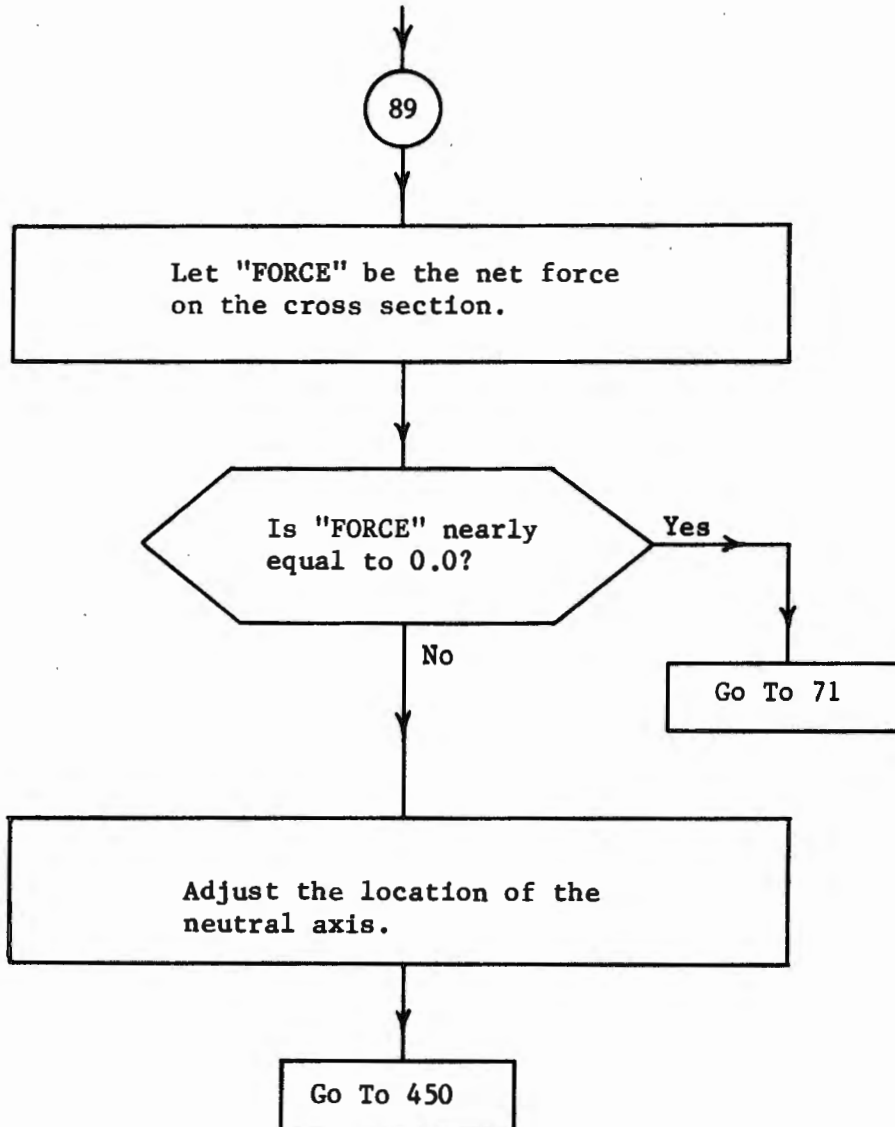 89
Let "FORCE" be the net force
on the cross section.
Is "FORCE" nearly
equal to 0.0?
Yes
No
Go To 71
Adjust the location of the
neutral axis.
Go To 450